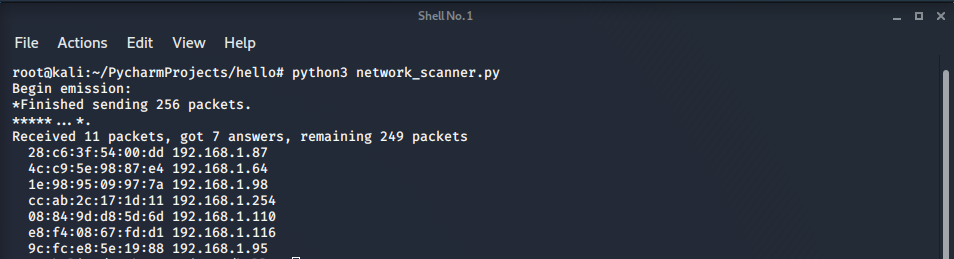 Shell No. 1
File Actions Edit View Help
root@kali:~/PycharmProjects/hello# python3 network_scanner.py
Begin emission:
*Finished sending 256 packets.
*****...*.
Received 11 packets, got 7 answers, remaining 249 packets
28:c6:3f:54:00:dd 192.168.1.87
4c:c9:5e:98:87:e4 192.168.1.64
1e:98:95:09:97:7a 192.168.1.98
cc:ab:2c:17:1d:11 192.168.1.254
08:84:9d:d8:5d:6d 192.168.1.110
e8:f4:08:67:fd:d1 192.168.1.116
9c:fc:e8:5e:19:88 192.168.1.95